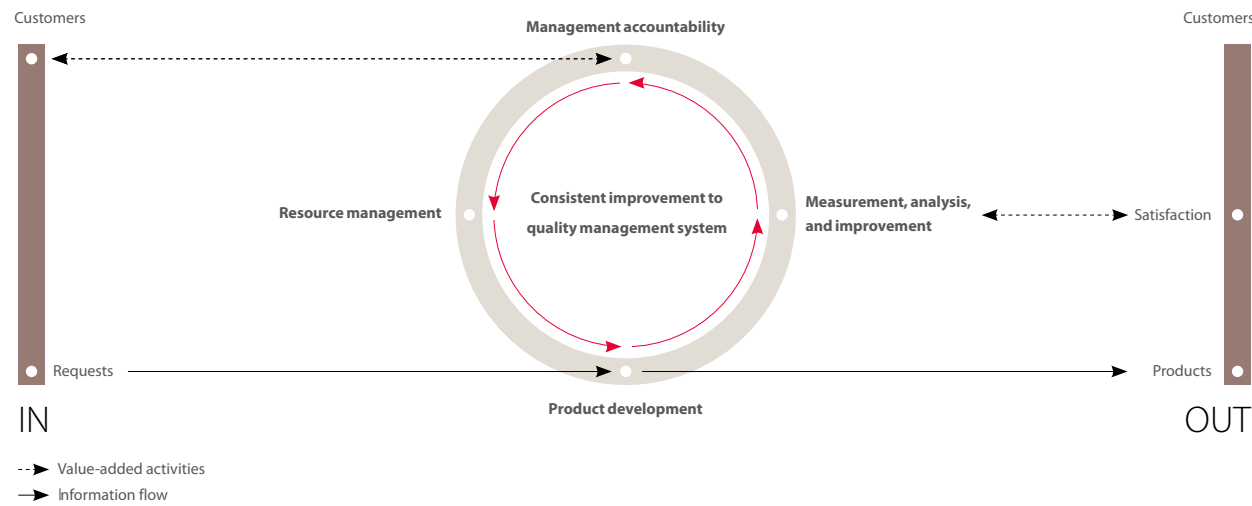 Customers
Customers
Management accountability
Resource management
Consistent improvement to
quality management system
Measurement, analysis,
and improvement
Satisfaction
Requests
Products
Product development
IN
OUT
Value-added activities
Information flow